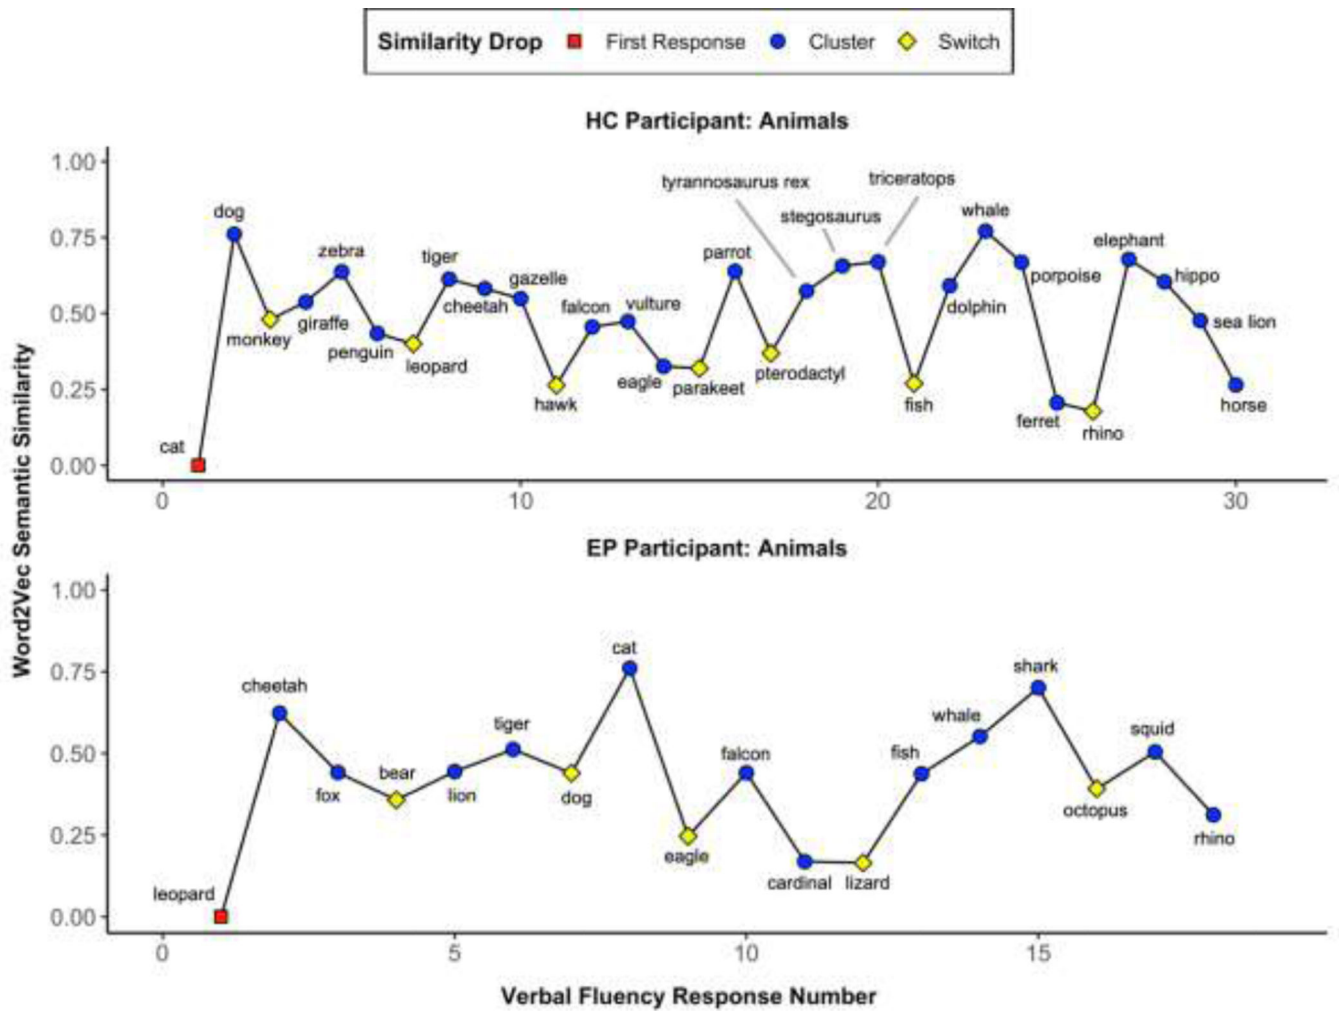 Similarity Drop First Response Cluster Switch
HC Participant: Animals
Word2Vec Semantic Similarity
1.00
0.75
0.50
0.25
0.00
cat
dog
monkey
giraffe
zebra
penguin
leopard
tiger
cheetah
gazelle
hawk
falcon
vulture
eagle
parakeet
parrot
pterodactyl
tyrannosaurus rex
stegosaurus
triceratops
fish
dolphin
whale
porpoise
ferret
rhino
elephant
hippo
sea lion
horse
0 10 20 30
EP Participant: Animals
1.00
0.75
0.50
0.25
0.00
leopard
cheetah
fox
bear
lion
tiger
dog
cat
eagle
falcon
cardinal
lizard
fish
whale
shark
octopus
squid
rhino
0 5 10 15
Verbal Fluency Response Number